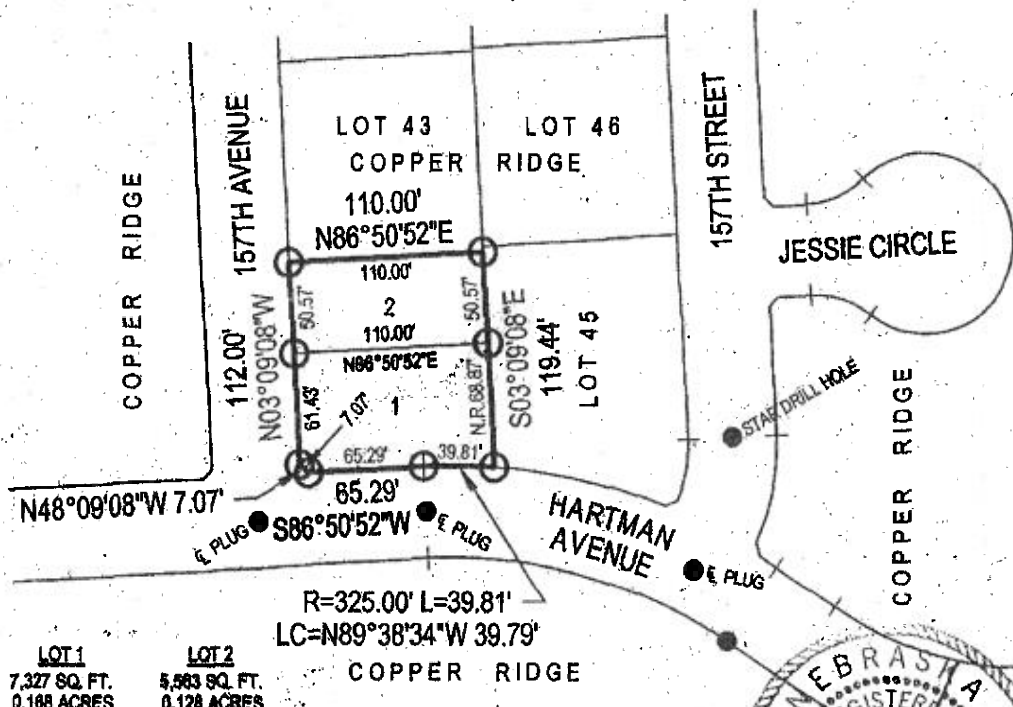 LOT 43
LOT 46
COPPER RIDGE
157TH AVENUE
157TH STREET
COPPER RIDGE
110.00'
N86°50'52"E
110.00'
JESSIE CIRCLE
50.57'
2
50.57'
110.00'
N86°50'52"E
112.00'
N03°09'08"W
S03°09'08"E
119.44'
LOT 45
61.43'
7.07'
1
N.R.68.87'
STAR DRILL HOLE
COPPER RIDGE
65.29'
39.81'
N48°09'08"W 7.07'
65.29'
S86°50'52"W
℄ PLUG
℄ PLUG
HARTMAN
AVENUE
℄ PLUG
R=325.00' L=39.81'
LC=N89°38'34"W 39.79'
COPPER RIDGE
LOT 1
7,327 SQ. FT.
0.168 ACRES
LOT 2
5,563 SQ. FT.
0.128 ACRES
EBRASKA